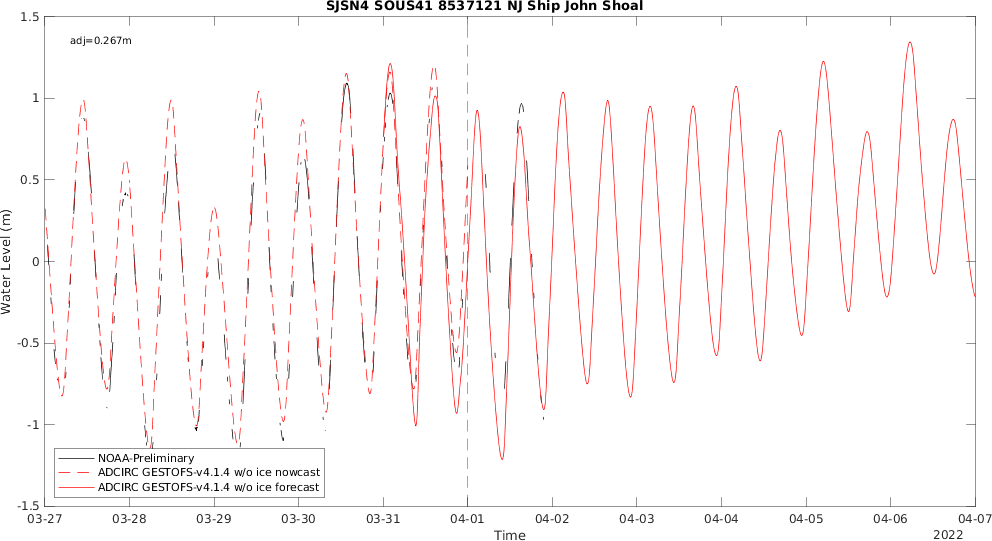 SJSN4 SOUS41 8537121 NJ Ship John Shoal
adj=0.267m
1.5
1
0.5
0
-0.5
-1
-1.5
Water Level (m)
NOAA-Preliminary
ADCIRC GESTOFS-v4.1.4 w/o ice nowcast
ADCIRC GESTOFS-v4.1.4 w/o ice forecast
03-27 03-28 03-29 03-30 03-31 04-01 04-02 04-03 04-04 04-05 04-06 04-07
Time
2022